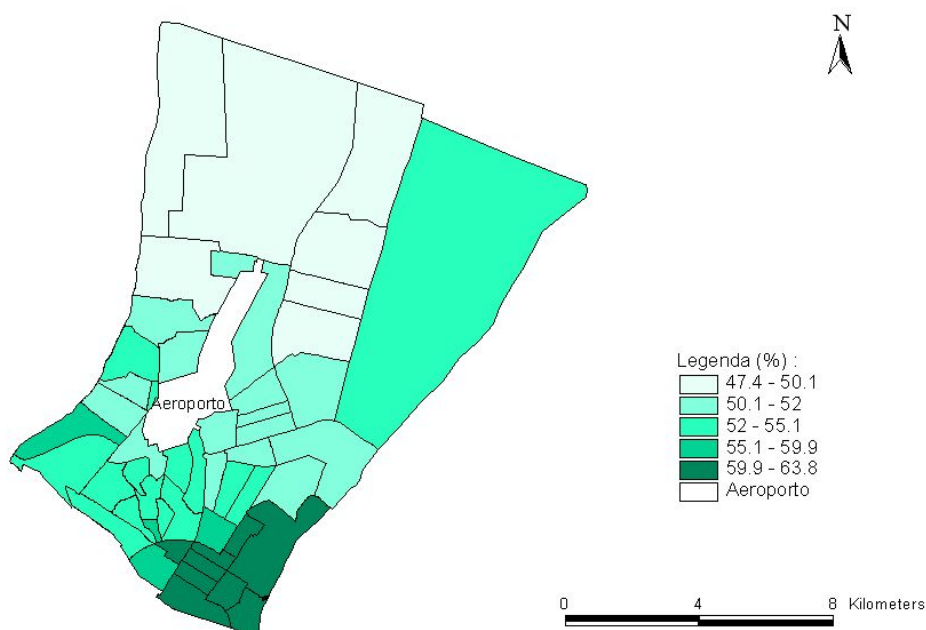 N
Aeroporto
Legenda (%) :
47.4 - 50.1
50.1 - 52
52 - 55.1
55.1 - 59.9
59.9 - 63.8
Aeroporto
0 4 8 Kilometers